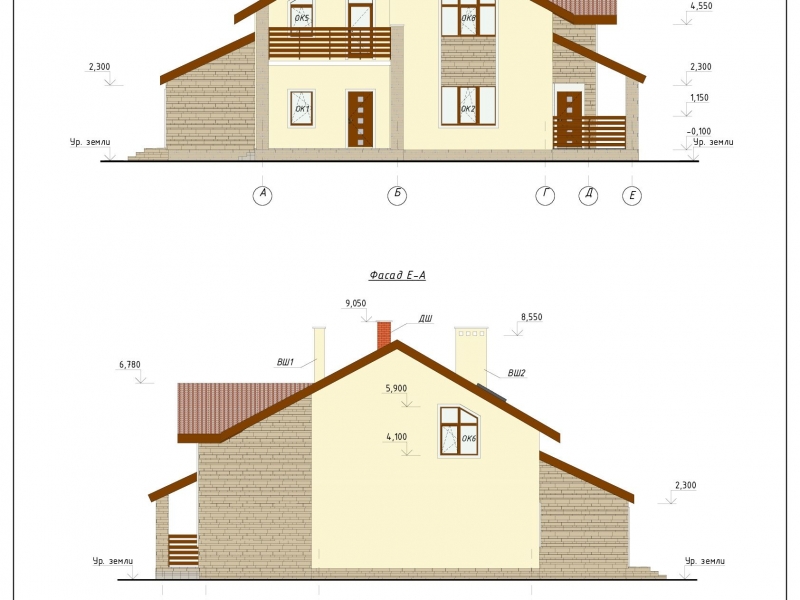 4,550
ОК5
ОК8
2,300
2,300
ОК1
ОК2
1,150
-0,100
Ур. земли
Ур. земли
А
Б
Г
Д
Е
Фасад Е-А
9,050
ДШ
8,550
6,780
ВШ1
ВШ2
5,900
4,100
ОК6
2,300
Ур. земли
Ур. земли